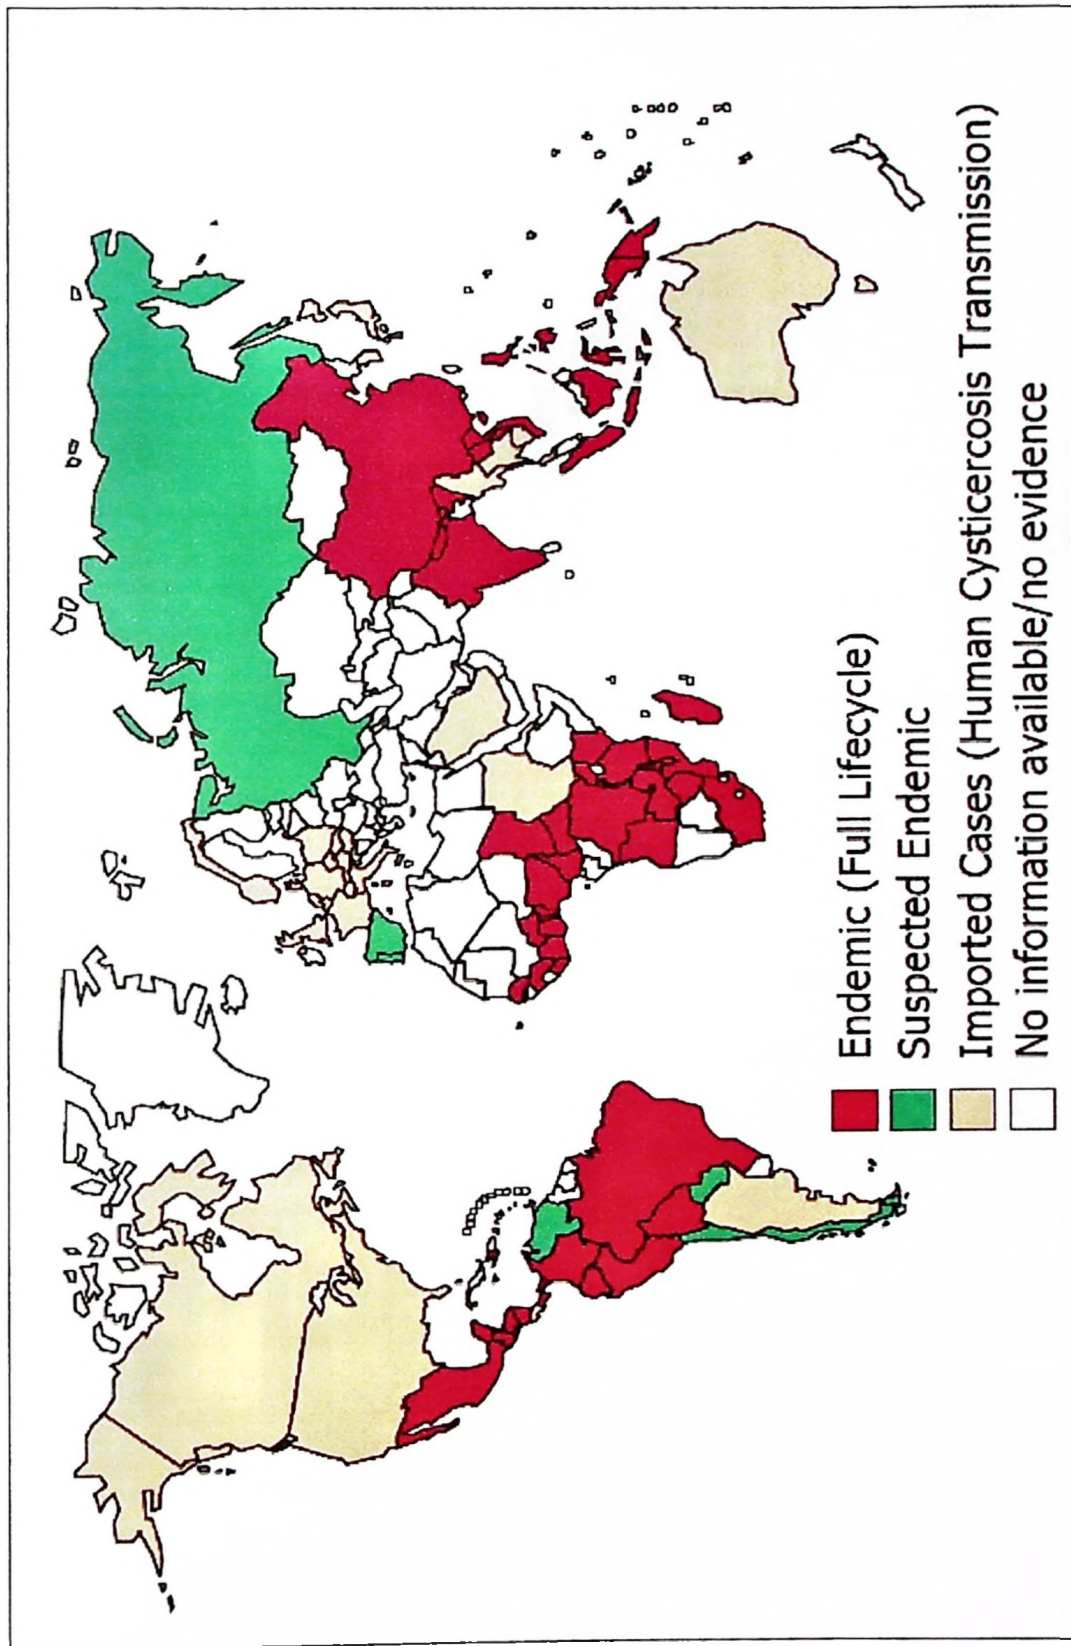 Endemic (Full Lifecycle)
Suspected Endemic
Imported Cases (Human Cysticercosis Transmission)
No information available/no evidence